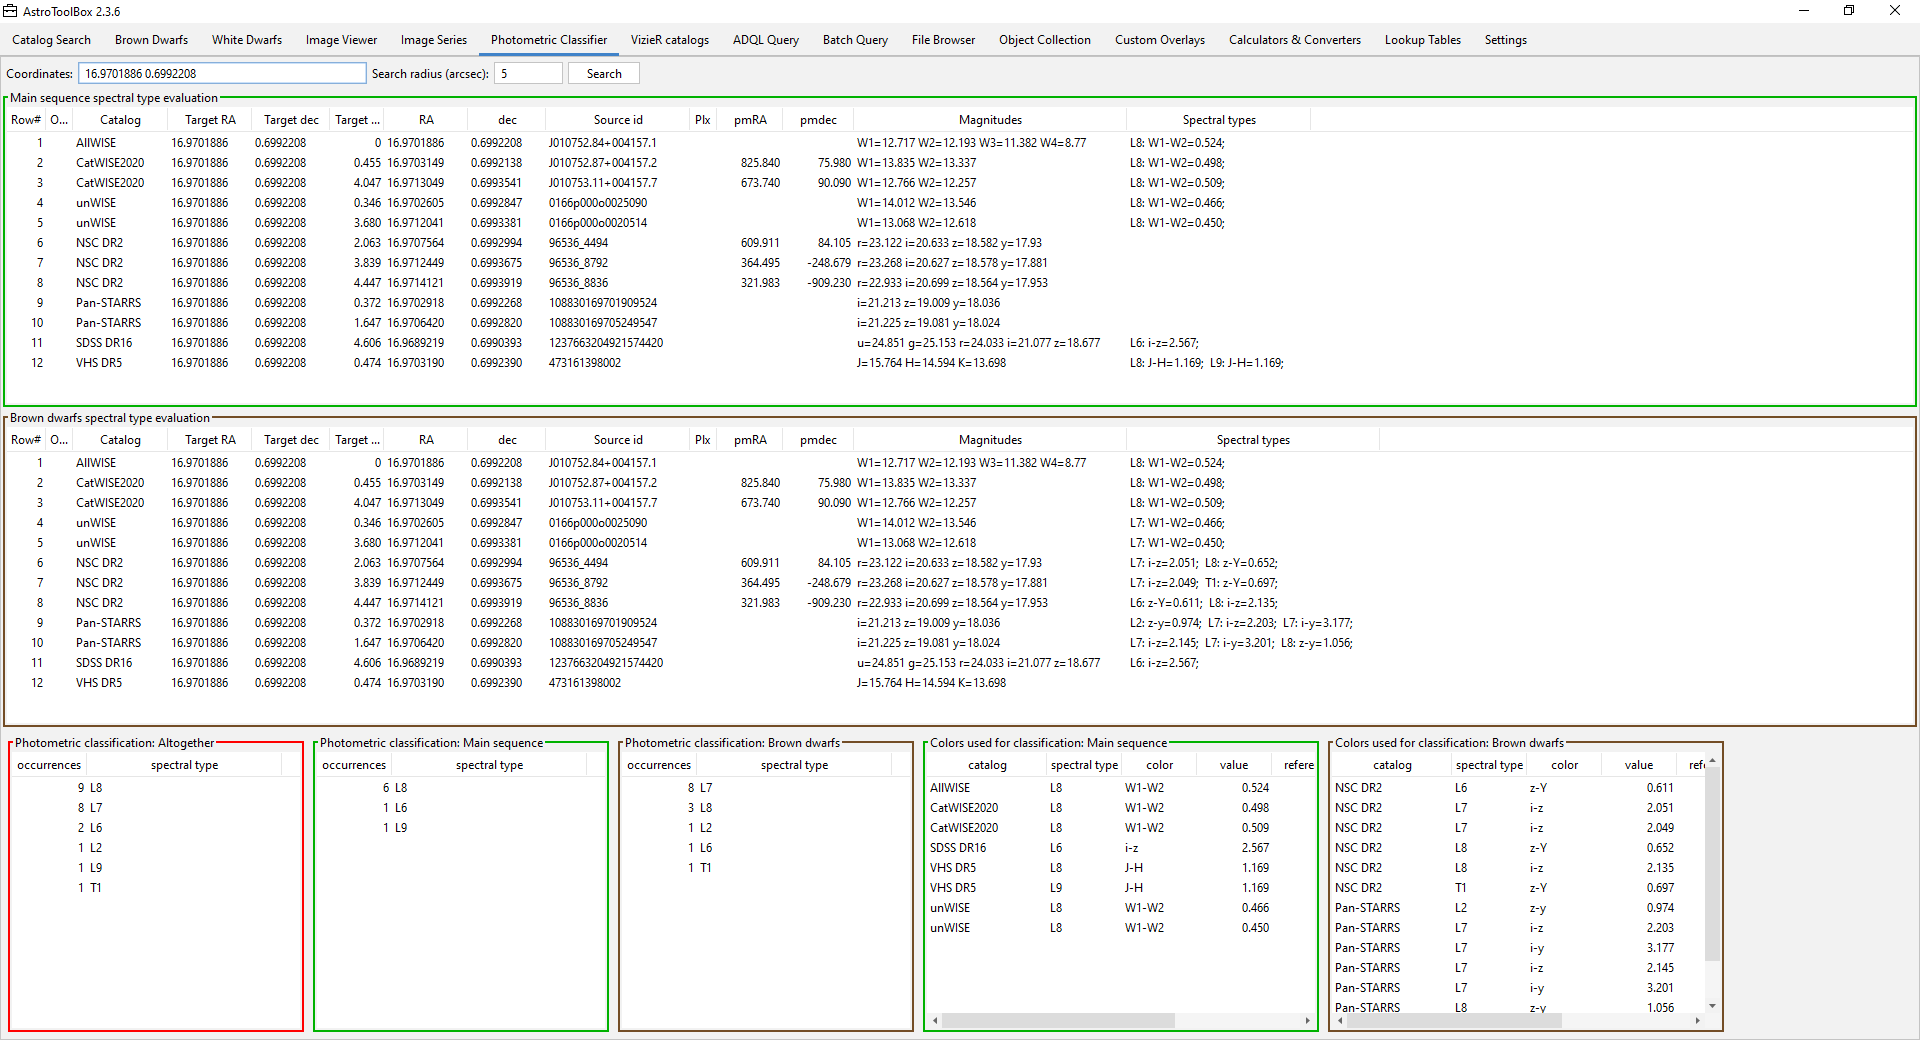 AstroToolBox 2.3.6
Catalog Search Brown Dwarfs White Dwarfs Image Viewer Image Series Photometric Classifier VizieR catalogs ADQL Query Batch Query File Browser Object Collection Custom Overlays Calculators & Converters Lookup Tables Settings
Coordinates: 16.9701886 0.6992208 Search radius (arcsec): 5 Search
Main sequence spectral type evaluation
Row# O... Catalog Target RA Target dec Target ... RA dec Source id Plx pmRA pmdec Magnitudes Spectral types
1 AllWISE 16.9701886 0.6992208 0 16.9701886 0.6992208 J010752.84+004157.1 W1=12.717 W2=12.193 W3=11.382 W4=8.77 L8: W1-W2=0.524;
2 CatWISE2020 16.9701886 0.6992208 0.455 16.9703149 0.6992138 J010752.87+004157.2 825.840 75.980 W1=13.835 W2=13.337 L8: W1-W2=0.498;
3 CatWISE2020 16.9701886 0.6992208 4.047 16.9713049 0.6993541 J010753.11+004157.7 673.740 90.090 W1=12.766 W2=12.257 L8: W1-W2=0.509;
4 unWISE 16.9701886 0.6992208 0.346 16.9702605 0.6992847 0166p000o0025090 W1=14.012 W2=13.546 L8: W1-W2=0.466;
5 unWISE 16.9701886 0.6992208 3.680 16.9712041 0.6993381 0166p000o0020514 W1=13.068 W2=12.618 L8: W1-W2=0.450;
6 NSC DR2 16.9701886 0.6992208 2.063 16.9707564 0.6992994 96536_4494 609.911 84.105 r=23.122 i=20.633 z=18.582 y=17.93
7 NSC DR2 16.9701886 0.6992208 3.839 16.9712449 0.6993675 96536_8792 364.495 -248.679 r=23.268 i=20.627 z=18.578 y=17.881
8 NSC DR2 16.9701886 0.6992208 4.447 16.9714121 0.6993919 96536_8836 321.983 -909.230 r=22.933 i=20.699 z=18.564 y=17.953
9 Pan-STARRS 16.9701886 0.6992208 0.372 16.9702918 0.6992268 108830169701909524 i=21.213 z=19.009 y=18.036
10 Pan-STARRS 16.9701886 0.6992208 1.647 16.9706420 0.6992820 108830169705249547 i=21.225 z=19.081 y=18.024
11 SDSS DR16 16.9701886 0.6992208 4.606 16.9689219 0.6990393 1237663204921574420 u=24.851 g=25.153 r=24.033 i=21.077 z=18.677 L6: i-z=2.567;
12 VHS DR5 16.9701886 0.6992208 0.474 16.9703190 0.6992390 473161398002 J=15.764 H=14.594 K=13.698 L8: J-H=1.169; L9: J-H=1.169;
Brown dwarfs spectral type evaluation
Row# O... Catalog Target RA Target dec Target ... RA dec Source id Plx pmRA pmdec Magnitudes Spectral types
1 AllWISE 16.9701886 0.6992208 0 16.9701886 0.6992208 J010752.84+004157.1 W1=12.717 W2=12.193 W3=11.382 W4=8.77 L8: W1-W2=0.524;
2 CatWISE2020 16.9701886 0.6992208 0.455 16.9703149 0.6992138 J010752.87+004157.2 825.840 75.980 W1=13.835 W2=13.337 L8: W1-W2=0.498;
3 CatWISE2020 16.9701886 0.6992208 4.047 16.9713049 0.6993541 J010753.11+004157.7 673.740 90.090 W1=12.766 W2=12.257 L8: W1-W2=0.509;
4 unWISE 16.9701886 0.6992208 0.346 16.9702605 0.6992847 0166p000o0025090 W1=14.012 W2=13.546 L7: W1-W2=0.466;
5 unWISE 16.9701886 0.6992208 3.680 16.9712041 0.6993381 0166p000o0020514 W1=13.068 W2=12.618 L7: W1-W2=0.450;
6 NSC DR2 16.9701886 0.6992208 2.063 16.9707564 0.6992994 96536_4494 609.911 84.105 r=23.122 i=20.633 z=18.582 y=17.93 L7: i-z=2.051; L8: z-Y=0.652;
7 NSC DR2 16.9701886 0.6992208 3.839 16.9712449 0.6993675 96536_8792 364.495 -248.679 r=23.268 i=20.627 z=18.578 y=17.881 L7: i-z=2.049; T1: z-Y=0.697;
8 NSC DR2 16.9701886 0.6992208 4.447 16.9714121 0.6993919 96536_8836 321.983 -909.230 r=22.933 i=20.699 z=18.564 y=17.953 L6: z-Y=0.611; L8: i-z=2.135;
9 Pan-STARRS 16.9701886 0.6992208 0.372 16.9702918 0.6992268 108830169701909524 i=21.213 z=19.009 y=18.036 L2: z-y=0.974; L7: i-z=2.203; L7: i-y=3.177;
10 Pan-STARRS 16.9701886 0.6992208 1.647 16.9706420 0.6992820 108830169705249547 i=21.225 z=19.081 y=18.024 L7: i-z=2.145; L7: i-y=3.201; L8: z-y=1.056;
11 SDSS DR16 16.9701886 0.6992208 4.606 16.9689219 0.6990393 1237663204921574420 u=24.851 g=25.153 r=24.033 i=21.077 z=18.677 L6: i-z=2.567;
12 VHS DR5 16.9701886 0.6992208 0.474 16.9703190 0.6992390 473161398002 J=15.764 H=14.594 K=13.698
Photometric classification: Altogether
occurrences spectral type
9 L8
8 L7
2 L6
1 L2
1 L9
1 T1
Photometric classification: Main sequence
occurrences spectral type
6 L8
1 L6
1 L9
Photometric classification: Brown dwarfs
occurrences spectral type
8 L7
3 L8
1 L2
1 L6
1 T1
Colors used for classification: Main sequence
catalog spectral type color value refere
AllWISE L8 W1-W2 0.524
CatWISE2020 L8 W1-W2 0.498
CatWISE2020 L8 W1-W2 0.509
SDSS DR16 L6 i-z 2.567
VHS DR5 L8 J-H 1.169
VHS DR5 L9 J-H 1.169
unWISE L8 W1-W2 0.466
unWISE L8 W1-W2 0.450
Colors used for classification: Brown dwarfs
catalog spectral type color value refe
NSC DR2 L6 z-Y 0.611
NSC DR2 L7 i-z 2.051
NSC DR2 L7 i-z 2.049
NSC DR2 L8 z-Y 0.652
NSC DR2 L8 i-z 2.135
NSC DR2 T1 z-Y 0.697
Pan-STARRS L2 z-y 0.974
Pan-STARRS L7 i-z 2.203
Pan-STARRS L7 i-y 3.177
Pan-STARRS L7 i-z 2.145
Pan-STARRS L7 i-y 3.201
Pan-STARRS L8 z-y 1.056